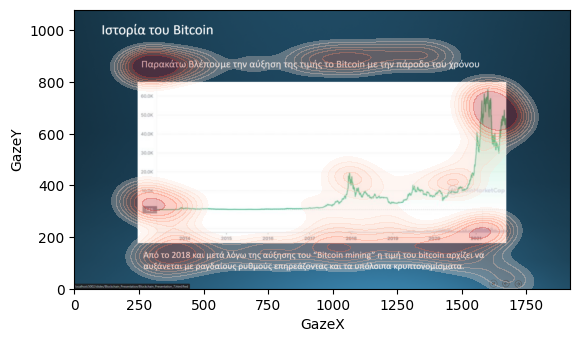 1000
800
600
400
200
0
GazeY
Ιστορία του Bitcoin
Παρακάτω βλέπουμε την αύξηση της τιμής το Bitcoin με την πάροδο του χρόνου
Από το 2018 και μετά λόγω της αύξησης του "Bitcoin mining" η τιμή του bitcoin αρχίζει να
αυξάνεται με ραγδαίους ρυθμούς επηρεάζοντας και τα υπόλοιπα κρυπτονομίσματα.
0 250 500 750 1000 1250 1500 1750
GazeX